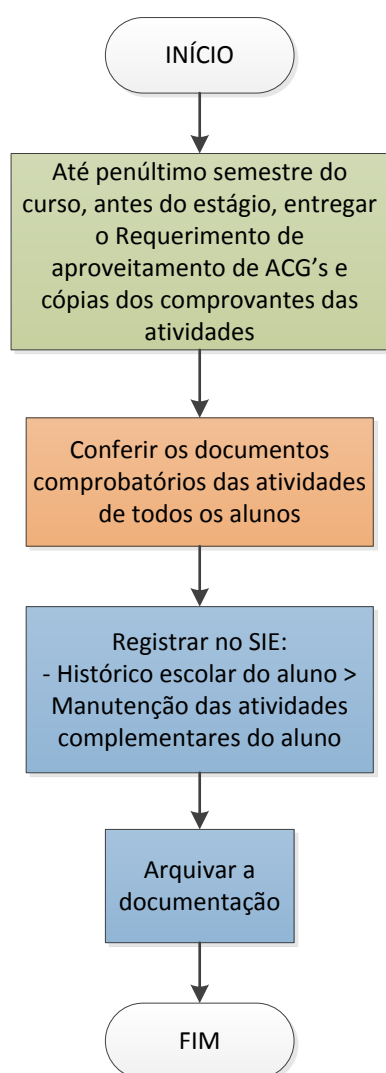 INÍCIO
Até penúltimo semestre do
curso, antes do estágio, entregar
o Requerimento de
aproveitamento de ACG’s e
cópias dos comprovantes das
atividades
Conferir os documentos
comprobatórios das atividades
de todos os alunos
Registrar no SIE:
- Histórico escolar do aluno >
Manutenção das atividades
complementares do aluno
Arquivar a
documentação
FIM